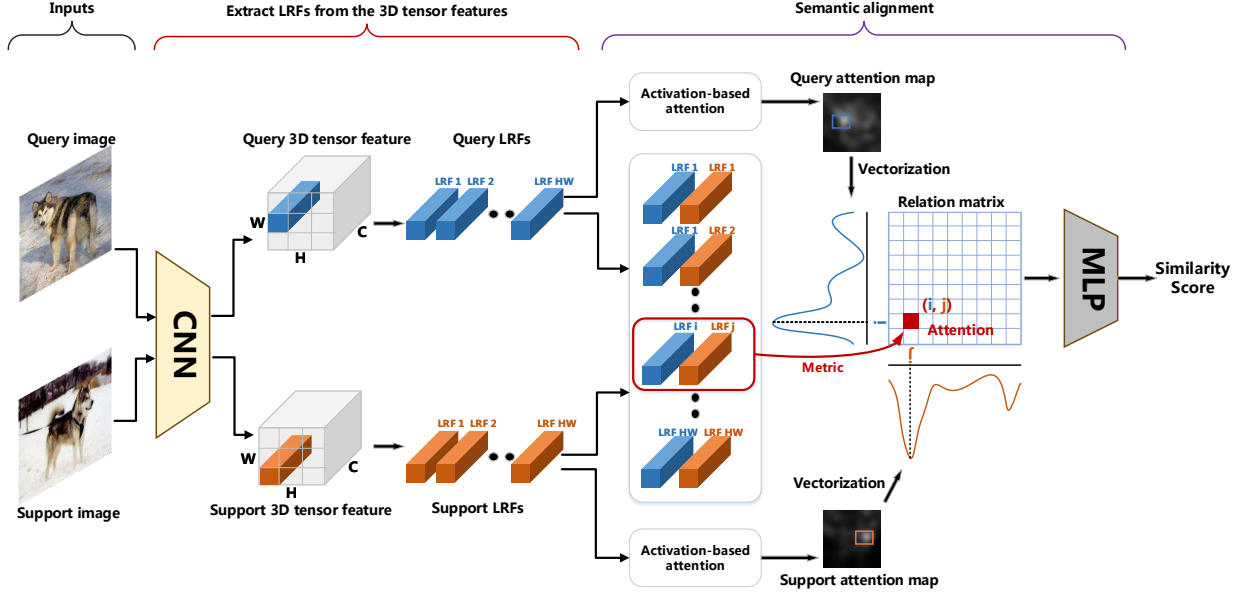 Inputs
Extract LRFs from the 3D tensor features
Semantic alignment
Query image
Query 3D tensor feature
W
H
C
Query LRFs
LRF 1 LRF 2 LRF HW
Activation-based
attention
Query attention map
Vectorization
LRF 1 LRF 1
LRF 1 LRF 2
LRF i LRF j
LRF HW LRF HW
Metric
Relation matrix
(i, j)
Attention
i
j
MLP
Similarity
Score
CNN
Support image
W
H
C
Support 3D tensor feature
LRF 1 LRF 2 LRF HW
Support LRFs
Activation-based
attention
Vectorization
Support attention map